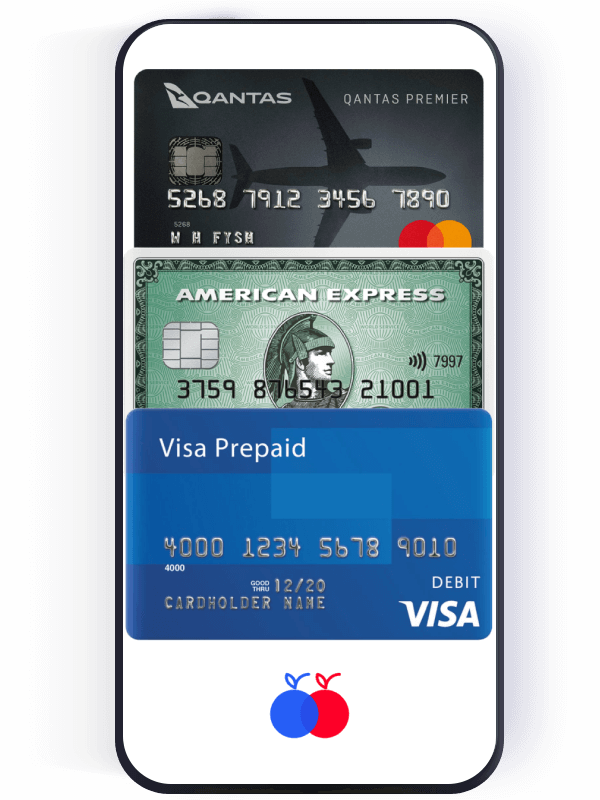 QANTAS QANTAS PREMIER
5268 7912 3456 7890
5268
W H FYSH
AMERICAN EXPRESS
7997
3759 876543 21001
Visa Prepaid
4000 1234 5678 9010
4000
GOOD THRU 12/20
DEBIT
CARDHOLDER NAME
VISA